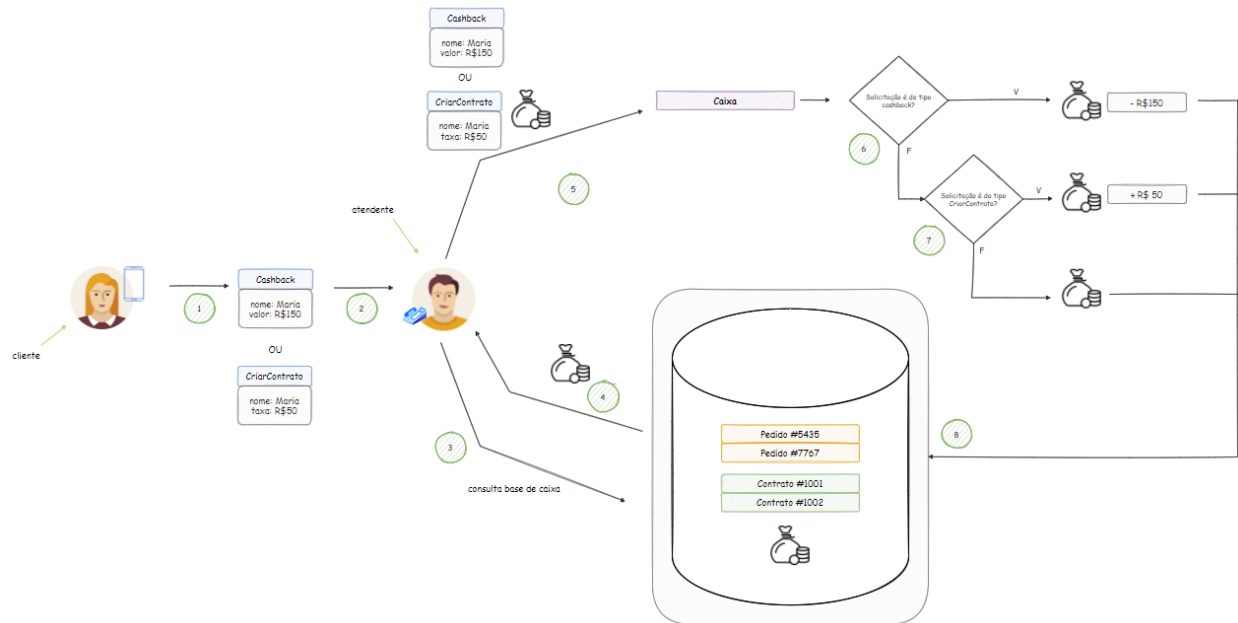 Cashback
nome: Maria
valor: R$150
OU
CriarContrato
nome: Maria
taxa: R$50
Caixa
Solicitação é do tipo
cashback?
V
- R$150
6
F
5
Solicitação é do tipo
CriarContrato?
V
+ R$ 50
7
F
atendente
cliente
1
Cashback
nome: Maria
valor: R$150
OU
CriarContrato
nome: Maria
taxa: R$50
2
3
consulta base de caixa
4
Pedido #5435
Pedido #7767
Contrato #1001
Contrato #1002
8